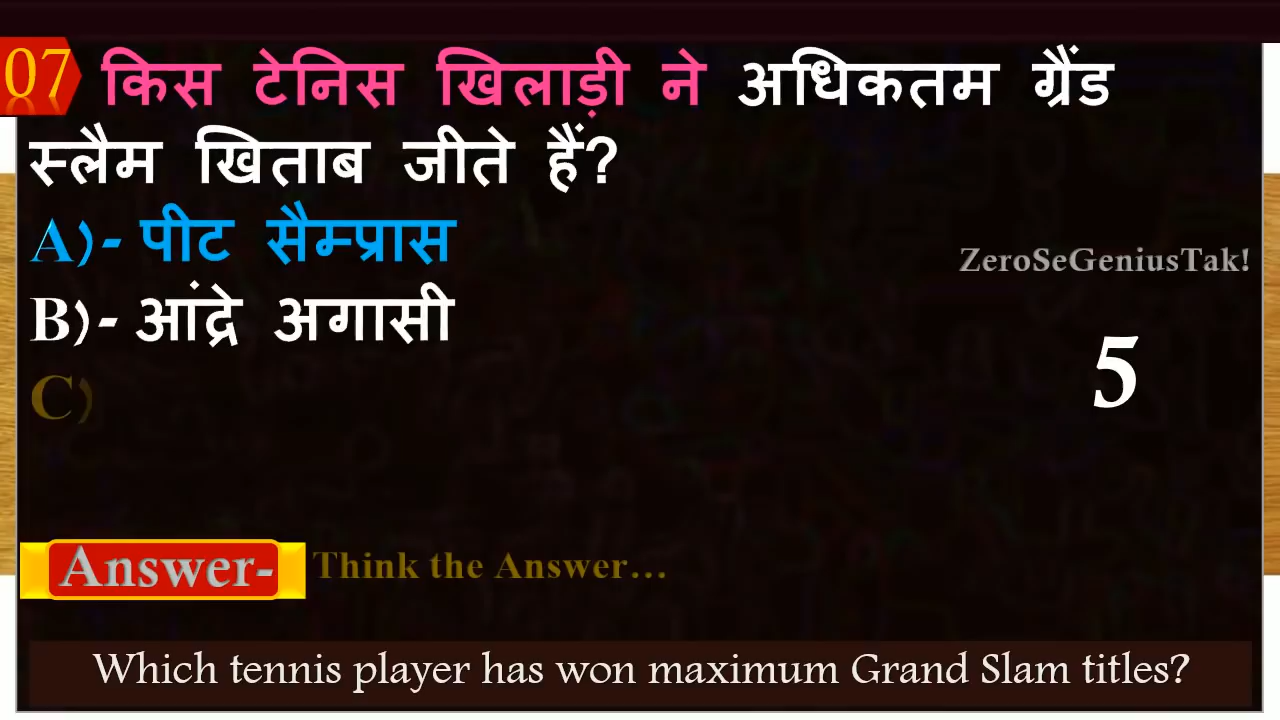 07 किस टेनिस खिलाड़ी ने अधिकतम ग्रैंड
स्लैम खिताब जीते हैं?
A)- पीट सैम्प्रास
ZeroSeGeniusTak!
B)- आंद्रे अगासी
5
C)
Answer- Think the Answer...
Which tennis player has won maximum Grand Slam titles?